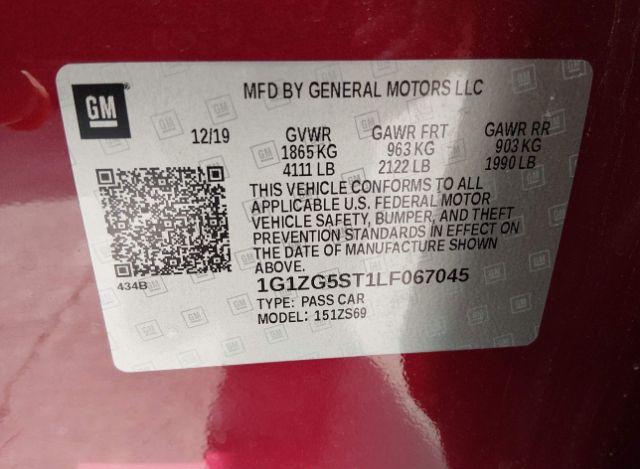 GM
MFD BY GENERAL MOTORS LLC
12/19 GVWR GAWR FRT GAWR RR
1865 KG 963 KG 903 KG
4111 LB 2122 LB 1990 LB
THIS VEHICLE CONFORMS TO ALL
APPLICABLE U.S. FEDERAL MOTOR
VEHICLE SAFETY, BUMPER, AND THEFT
PREVENTION STANDARDS IN EFFECT ON
THE DATE OF MANUFACTURE SHOWN
ABOVE.
434B
1G1ZG5ST1LF067045
TYPE: PASS CAR
MODEL: 151ZS69